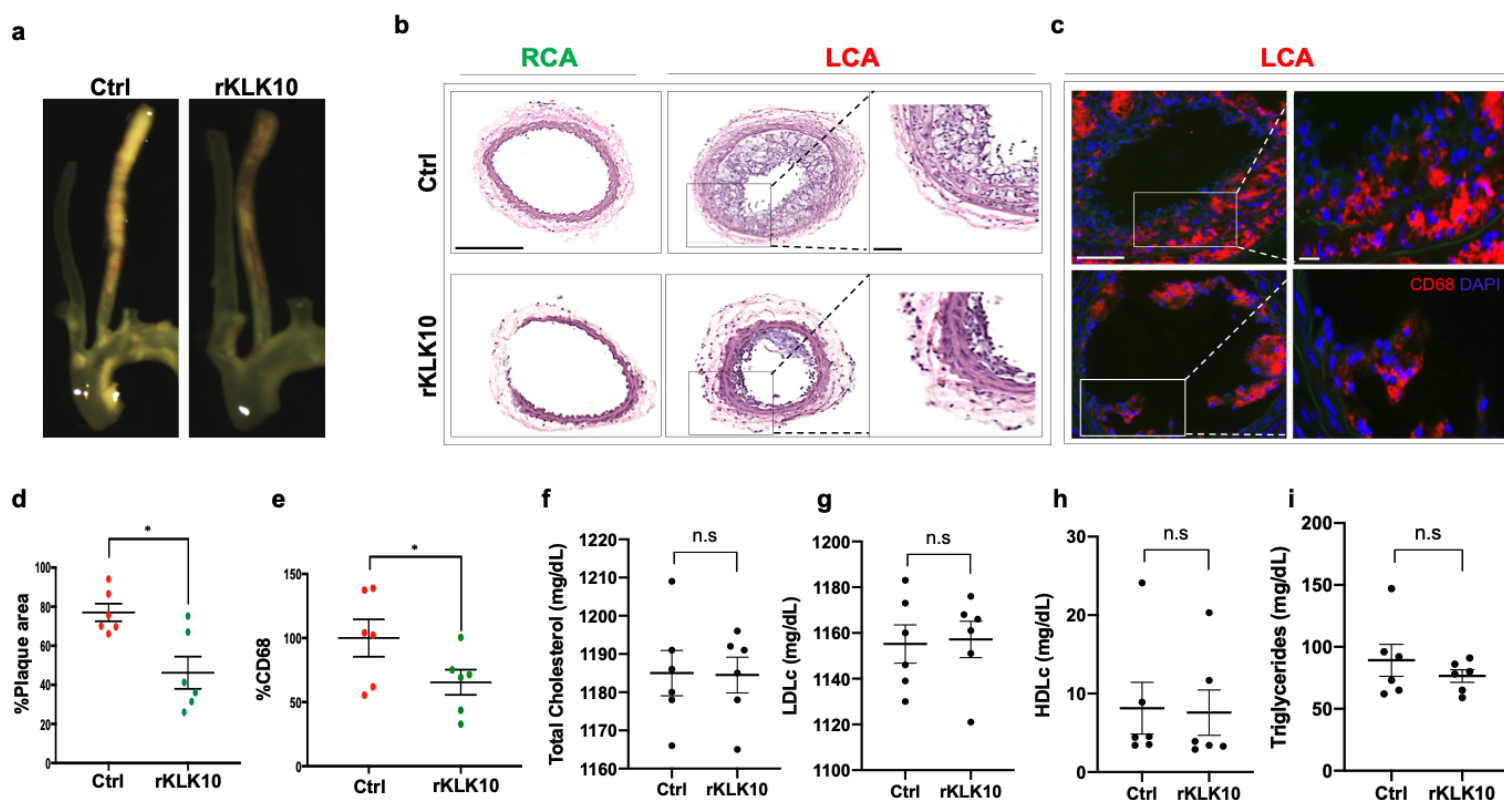 a
Ctrl
rKLK10
b
RCA
LCA
Ctrl
rKLK10
c
LCA
CD68 DAPI
d
*
%Plaque area
100
80
60
40
20
0
Ctrl
rKLK10
e
*
%CD68
150
100
50
0
Ctrl
rKLK10
f
n.s
Total Cholesterol (mg/dL)
1220
1210
1200
1190
1180
1170
1160
Ctrl
rKLK10
g
n.s
LDLc (mg/dL)
1200
1180
1160
1140
1120
1100
Ctrl
rKLK10
h
n.s
HDLc (mg/dL)
30
20
10
0
Ctrl
rKLK10
i
n.s
Triglycerides (mg/dL)
200
150
100
50
0
Ctrl
rKLK10